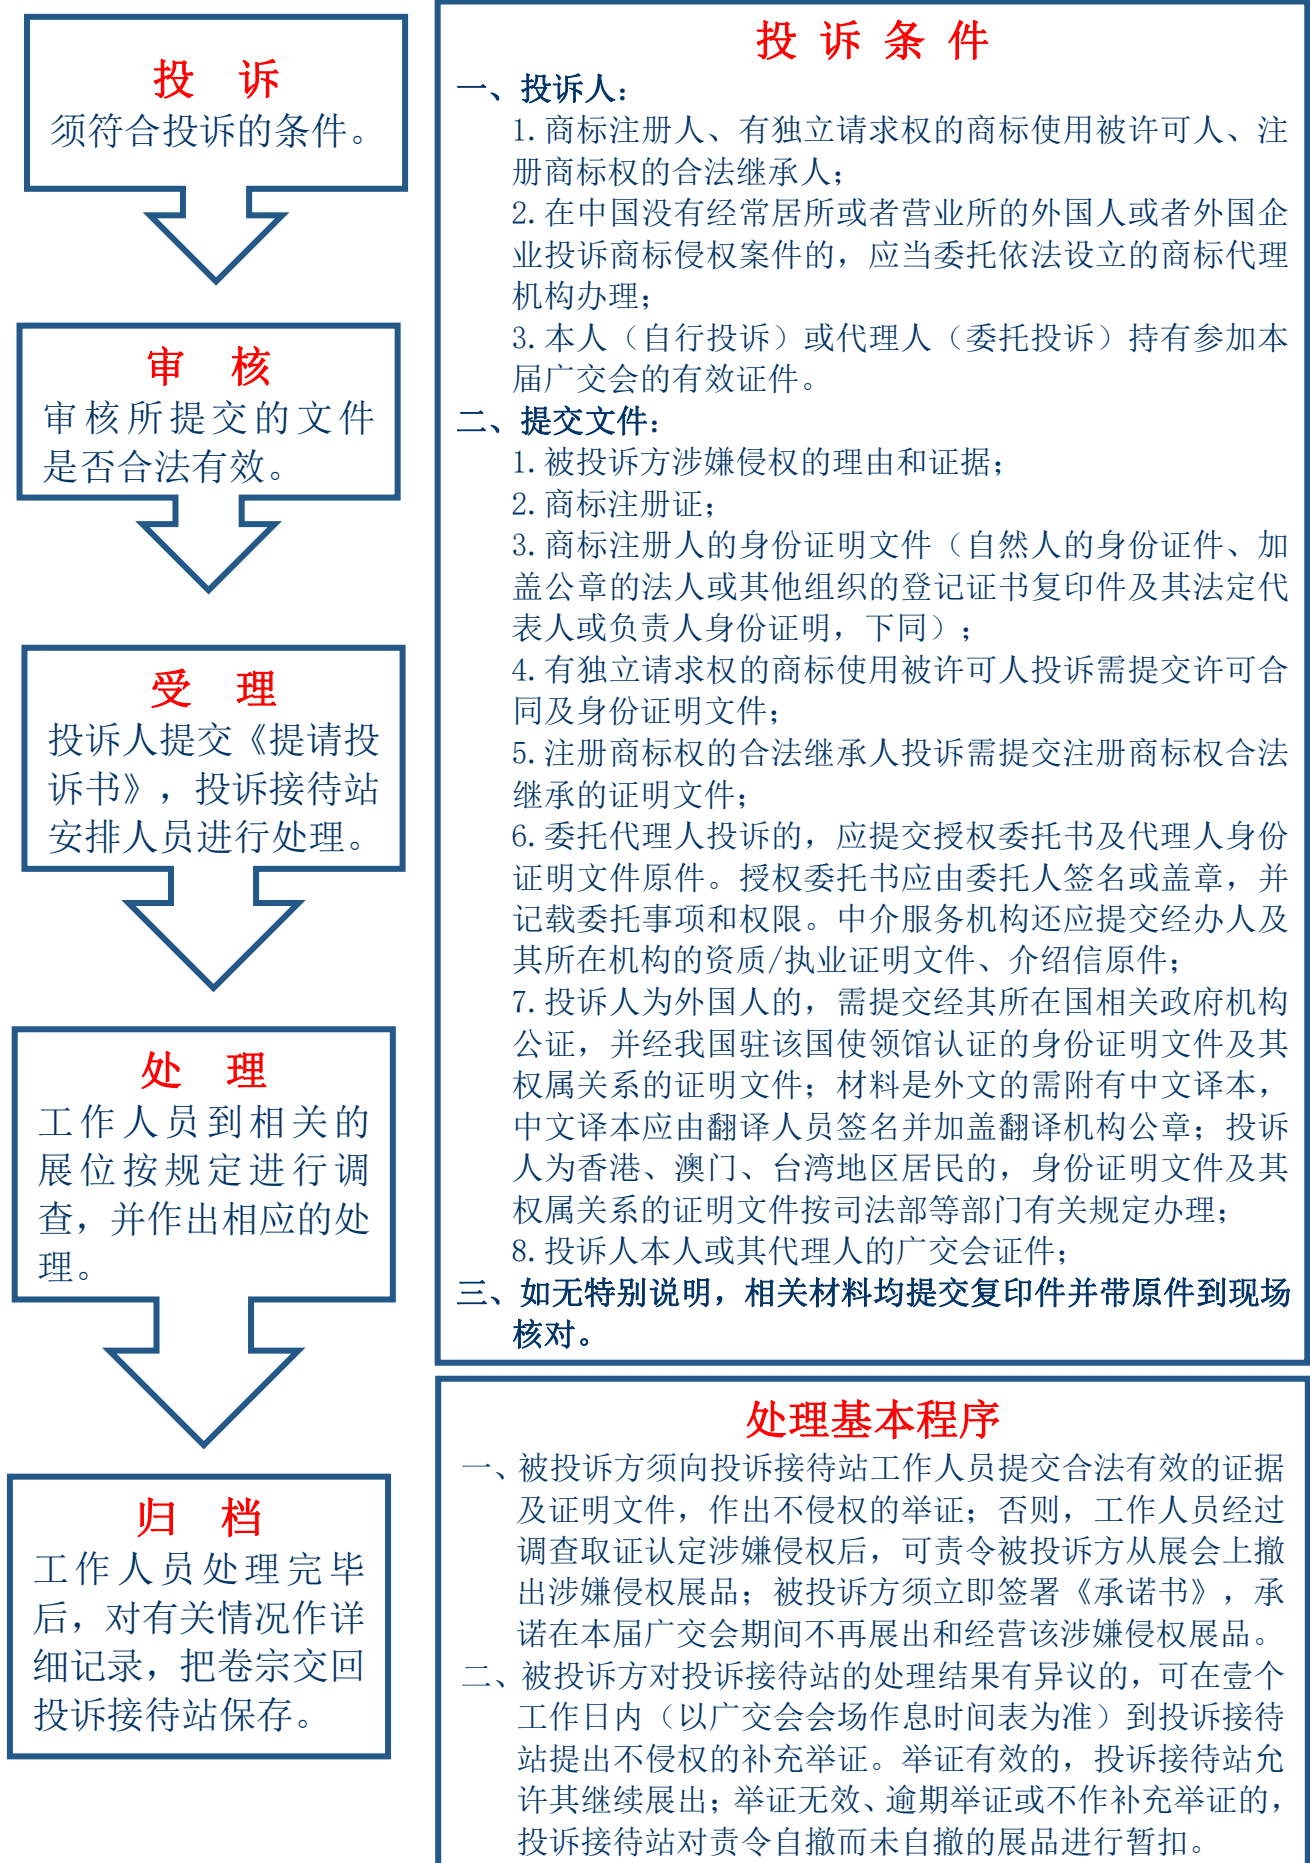 投 诉
须符合投诉的条件。
审 核
审核所提交的文件
是否合法有效。
受 理
投诉人提交《提请投
诉书》，投诉接待站
安排人员进行处理。
处 理
工作人员到相关的
展位按规定进行调
查，并作出相应的处
理。
归 档
工作人员处理完毕
后，对有关情况作详
细记录，把卷宗交回
投诉接待站保存。
投 诉 条 件
一、投诉人：
1.商标注册人、有独立请求权的商标使用被许可人、注
册商标权的合法继承人；
2.在中国没有经常居所或者营业所的外国人或者外国企
业投诉商标侵权案件的，应当委托依法设立的商标代理
机构办理；
3.本人（自行投诉）或代理人（委托投诉）持有参加本
届广交会的有效证件。
二、提交文件：
1.被投诉方涉嫌侵权的理由和证据；
2.商标注册证；
3.商标注册人的身份证明文件（自然人的身份证件、加
盖公章的法人或其他组织的登记证书复印件及其法定代
表人或负责人身份证明，下同）；
4.有独立请求权的商标使用被许可人投诉需提交许可合
同及身份证明文件；
5.注册商标权的合法继承人投诉需提交注册商标权合法
继承的证明文件；
6.委托代理人投诉的，应提交授权委托书及代理人身份
证明文件原件。授权委托书应由委托人签名或盖章，并
记载委托事项和权限。中介服务机构还应提交经办人及
其所在机构的资质/执业证明文件、介绍信原件；
7.投诉人为外国人的，需提交经其所在国相关政府机构
公证，并经我国驻该国使领馆认证的身份证明文件及其
权属关系的证明文件；材料是外文的需附有中文译本，
中文译本应由翻译人员签名并加盖翻译机构公章；投诉
人为香港、澳门、台湾地区居民的，身份证明文件及其
权属关系的证明文件按司法部等部门有关规定办理；
8.投诉人本人或其代理人的广交会证件；
三、如无特别说明，相关材料均提交复印件并带原件到现场
核对。
处理基本程序
一、被投诉方须向投诉接待站工作人员提交合法有效的证据
及证明文件，作出不侵权的举证；否则，工作人员经过
调查取证认定涉嫌侵权后，可责令被投诉方从展会上撤
出涉嫌侵权展品；被投诉方须立即签署《承诺书》，承
诺在本届广交会期间不再展出和经营该涉嫌侵权展品。
二、被投诉方对投诉接待站的处理结果有异议的，可在壹个
工作日内（以广交会会场作息时间表为准）到投诉接待
站提出不侵权的补充举证。举证有效的，投诉接待站允
许其继续展出；举证无效、逾期举证或不作补充举证的，
投诉接待站对责令自撤而未自撤的展品进行暂扣。